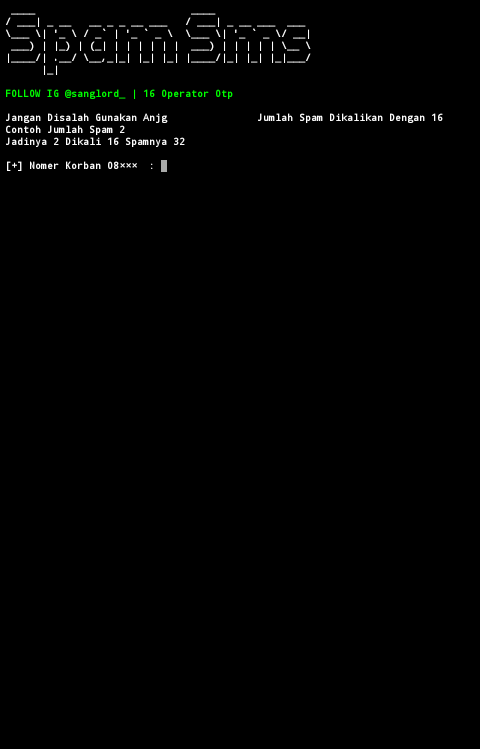 Spam Sms
FOLLOW IG @sanglord_ | 16 Operator Otp
Jangan Disalah Gunakan Anjg Jumlah Spam Dikalikan Dengan 16
Contoh Jumlah Spam 2
Jadinya 2 Dikali 16 Spamnya 32
[+] Nomer Korban 08××× :